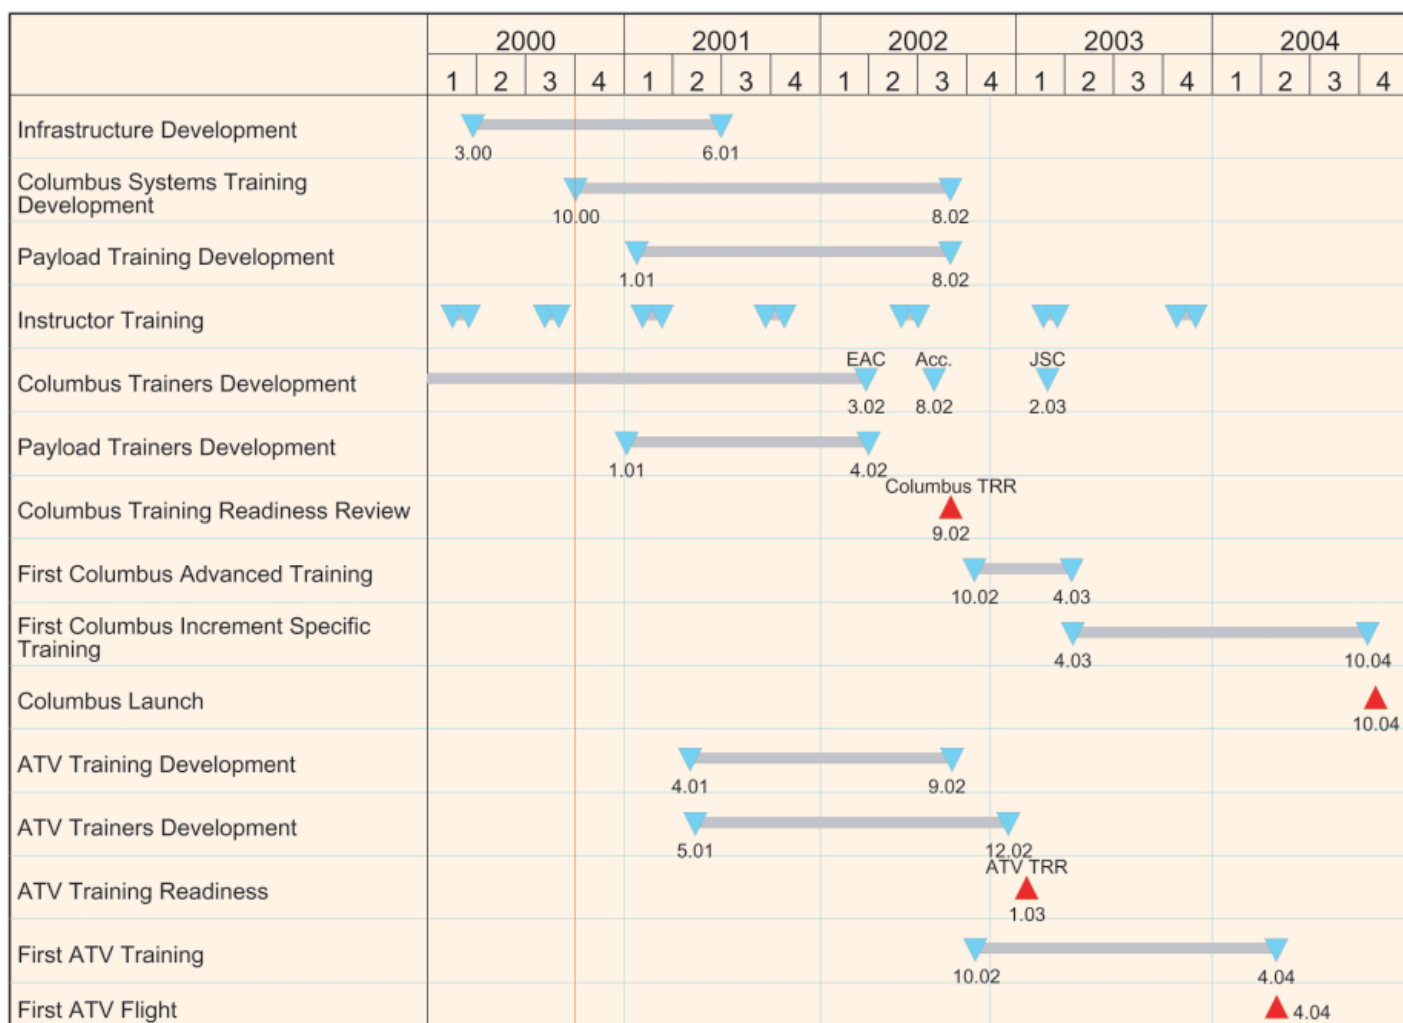 2000 2001 2002 2003 2004
1 2 3 4 1 2 3 4 1 2 3 4 1 2 3 4 1 2 3 4
Infrastructure Development
3.00 6.01
Columbus Systems Training
Development
10.00 8.02
Payload Training Development
1.01 8.02
Instructor Training
EAC Acc. JSC
Columbus Trainers Development
3.02 8.02 2.03
Payload Trainers Development
1.01 4.02
Columbus TRR
Columbus Training Readiness Review
9.02
First Columbus Advanced Training
10.02 4.03
First Columbus Increment Specific
Training
4.03 10.04
Columbus Launch
10.04
ATV Training Development
4.01 9.02
ATV Trainers Development
5.01 12.02
ATV TRR
ATV Training Readiness
1.03
First ATV Training
10.02 4.04
First ATV Flight 4.04